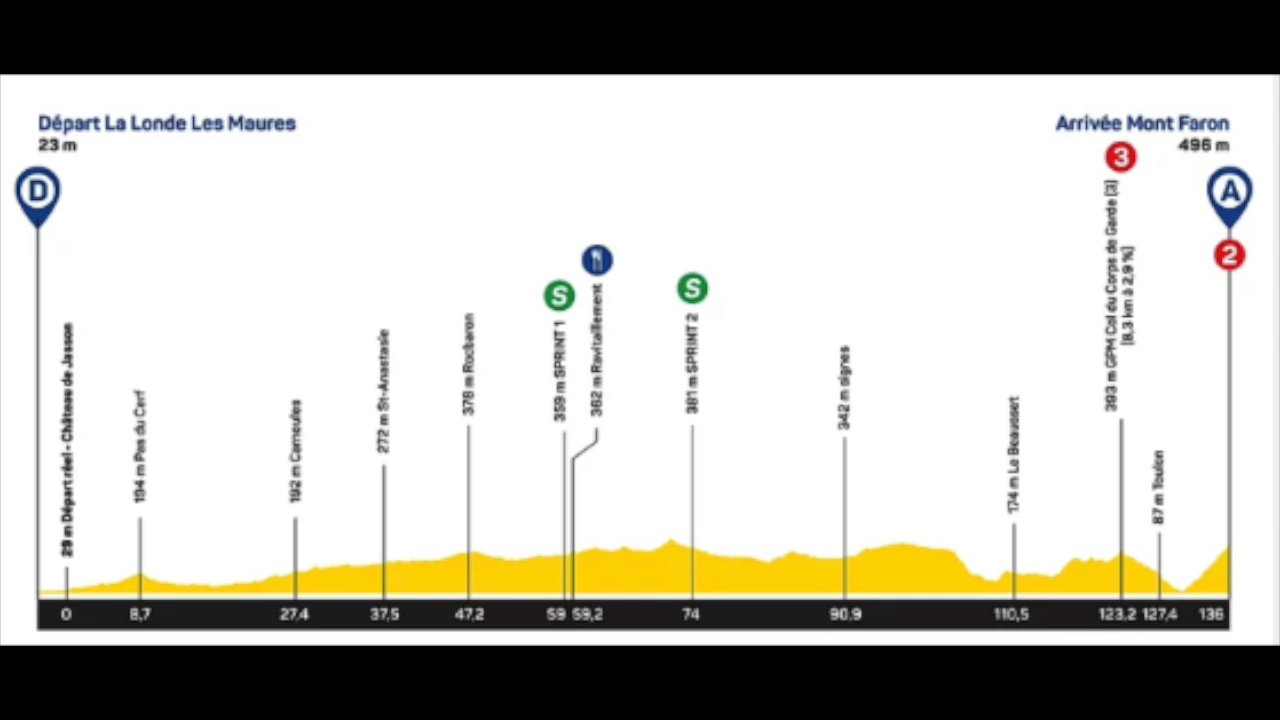 Départ La Londe Les Maures
23 m
Arrivée Mont Faron
496 m
D
A
3
2
S
S
29 m Départ réel - Château de Jasson
194 m Pas du Cerf
192 m Carnoules
272 m St-Anastasie
378 m Rocbaron
359 m SPRINT 1
362 m Ravitaillement
381 m SPRINT 2
342 m signes
174 m Le Beausset
393 m GPM Col du Corps de Garde (3)
[8,3 km à 2,9 %]
87 m Toulon
0 8,7 27,4 37,5 47,2 59 59,2 74 90,9 110,5 123,2 127,4 136